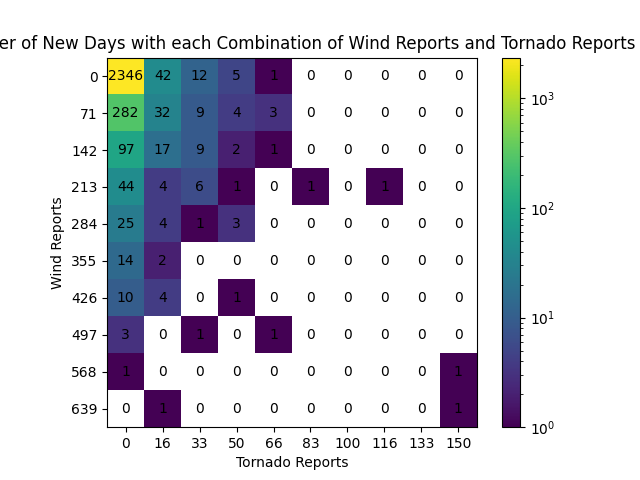 er of New Days with each Combination of Wind Reports and Tornado Reports
0 2346 42 12 5 1 0 0 0 0 0
71 282 32 9 4 3 0 0 0 0 0
142 97 17 9 2 1 0 0 0 0 0
213 44 4 6 1 0 1 0 1 0 0
284 25 4 1 3 0 0 0 0 0 0
355 14 2 0 0 0 0 0 0 0 0
426 10 4 0 1 0 0 0 0 0 0
497 3 0 1 0 1 0 0 0 0 0
568 1 0 0 0 0 0 0 0 0 1
639 0 1 0 0 0 0 0 0 0 1
0 16 33 50 66 83 100 116 133 150
Tornado Reports
Wind Reports
10³
10²
10¹
10⁰